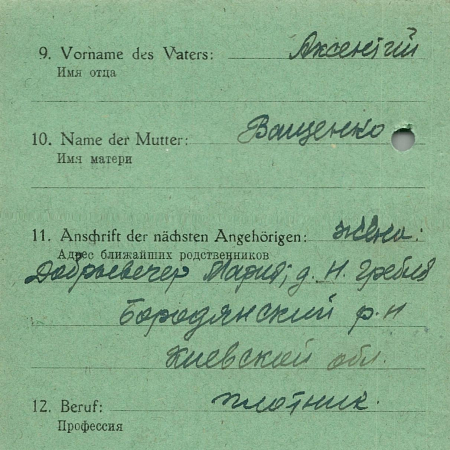 9. Vorname des Vaters: Аксентий
Имя отца
10. Name der Mutter: Ващенко
Имя матери
11. Anschrift der nächsten Angehörigen: жена:
Адрес ближайших родственников
Добрывечер Мария; д. Н. Гребля
Бородянский р-н
Киевской обл.
12. Beruf: плотник.
Профессия